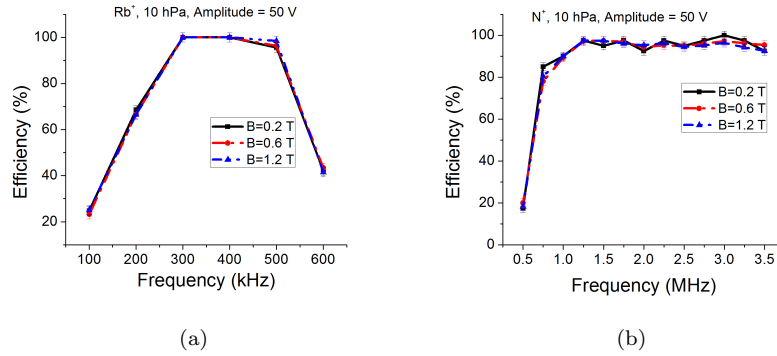 Rb⁺, 10 hPa, Amplitude = 50 V
Efficiency (%)
100
80
60
40
20
B=0.2 T
B=0.6 T
B=1.2 T
100 200 300 400 500 600
Frequency (kHz)
(a)
N⁺, 10 hPa, Amplitude = 50 V
Efficiency (%)
100
80
60
40
20
0
B=0.2 T
B=0.6 T
B=1.2 T
0.5 1.0 1.5 2.0 2.5 3.0 3.5
Frequency (MHz)
(b)